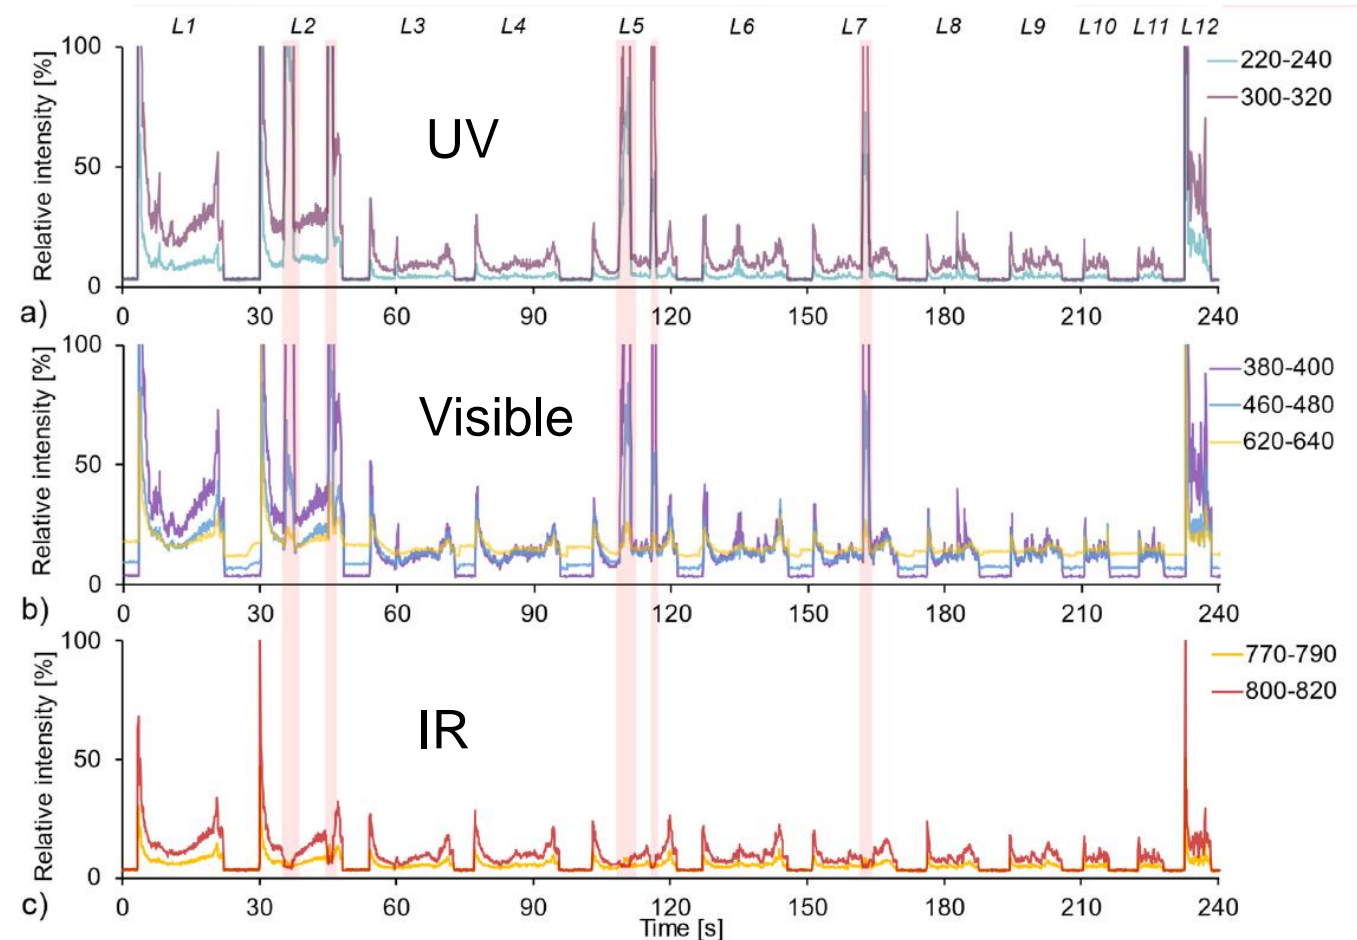 L1 L2 L3 L4 L5 L6 L7 L8 L9 L10 L11 L12
Relative intensity [%]
100
50
0
UV
220-240
300-320
a)
0 30 60 90 120 150 180 210 240
Relative intensity [%]
100
50
0
Visible
380-400
460-480
620-640
b)
0 30 60 90 120 150 180 210 240
Relative intensity [%]
100
50
0
IR
770-790
800-820
c)
0 30 60 90 120 150 180 210 240
Time [s]